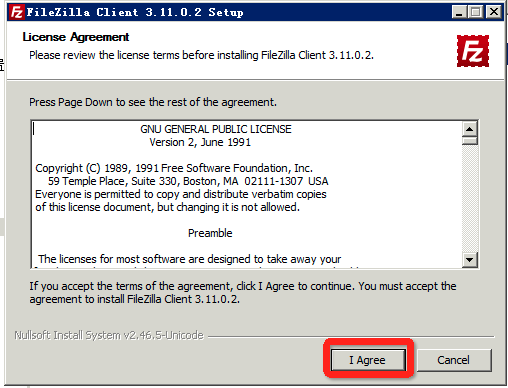 FileZilla Client 3.11.0.2 Setup
License Agreement
Please review the license terms before installing FileZilla Client 3.11.0.2.
FZ
Press Page Down to see the rest of the agreement.
GNU GENERAL PUBLIC LICENSE
Version 2, June 1991
Copyright (C) 1989, 1991 Free Software Foundation, Inc.
59 Temple Place, Suite 330, Boston, MA 02111-1307 USA
Everyone is permitted to copy and distribute verbatim copies
of this license document, but changing it is not allowed.
Preamble
The licenses for most software are designed to take away your
If you accept the terms of the agreement, click I Agree to continue. You must accept the
agreement to install FileZilla Client 3.11.0.2.
Nullsoft Install System v2.46.5-Unicode
I Agree
Cancel